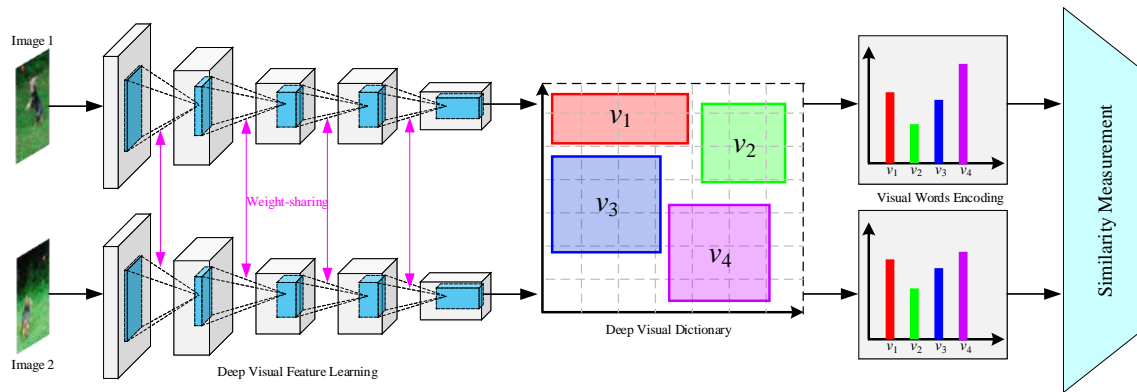 Image 1
Weight-sharing
Image 2
Deep Visual Feature Learning
v1
v2
v3
v4
Deep Visual Dictionary
v1 v2 v3 v4
Visual Words Encoding
v1 v2 v3 v4
Similarity Measurement